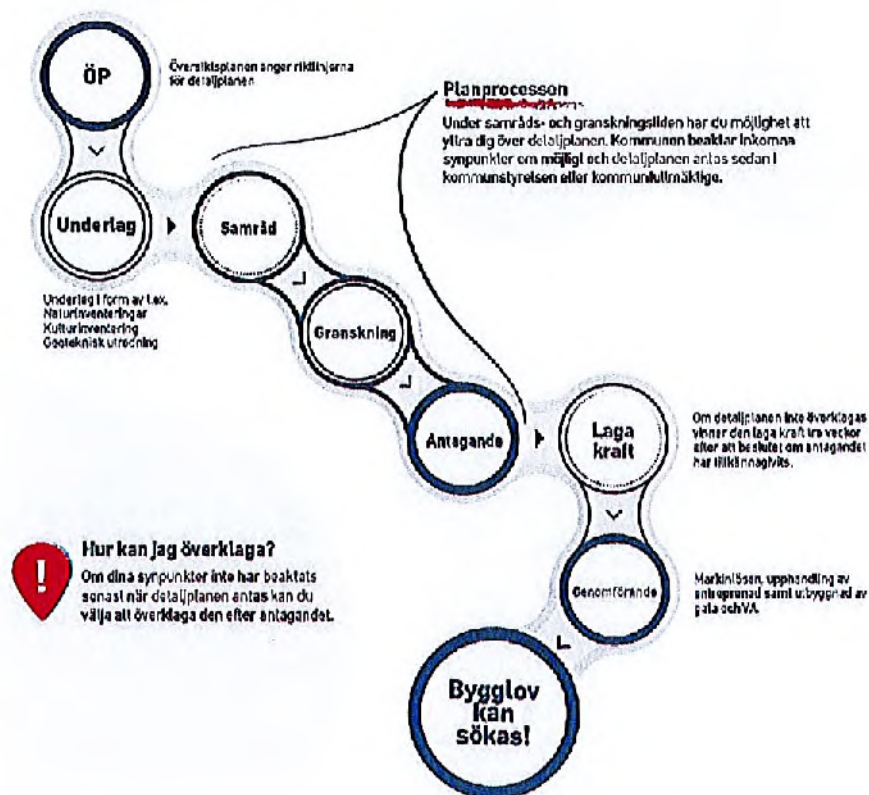 ÖP
Översiktsplanen anger riktlinjerna
för detaljplanen
Planprocessen
Under samråds- och granskningstiden har du möjlighet att
yttra dig över detaljplanen. Kommunen beaktar inkomna
synpunkter om möjligt och detaljplanen antas sedan i
kommunstyrelsen eller kommunfullmäktige.
Underlag
Samråd
Underlag i form av t.ex.
Naturinventeringar
Kulturinventering
Geoteknisk utredning
Granskning
Antagande
Laga
kraft
Om detaljplanen inte överklagas
vinner den laga kraft tre veckor
efter att beslutet om antagandet
har tillkännagivits.
!
Hur kan jag överklaga?
Om dina synpunkter inte har beaktats
senast när detaljplanen antas kan du
välja att överklaga den efter antagandet.
Genomförande
Markinlösen, upphandling av
entreprenad samt utbyggnad av
gata och VA.
Bygglov
kan
sökas!